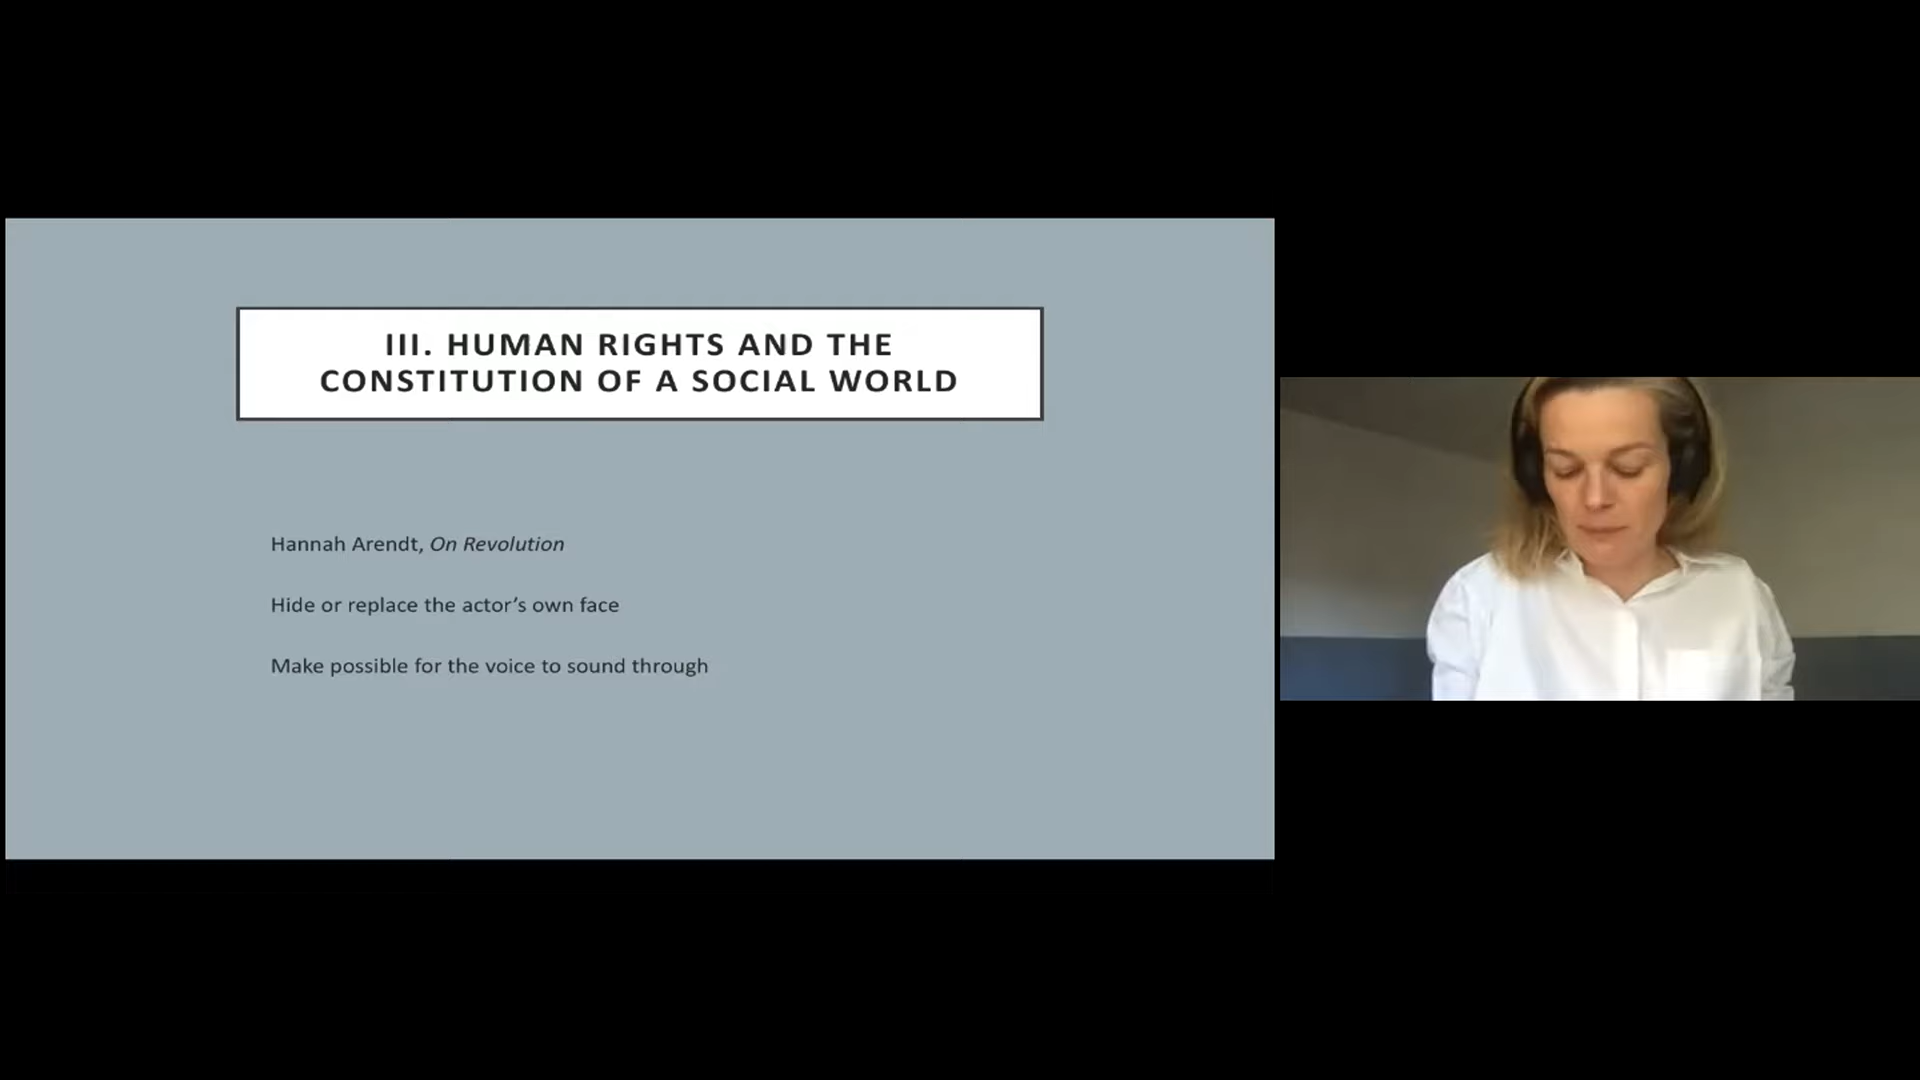 III. HUMAN RIGHTS AND THE
CONSTITUTION OF A SOCIAL WORLD
Hannah Arendt, On Revolution
Hide or replace the actor’s own face
Make possible for the voice to sound through